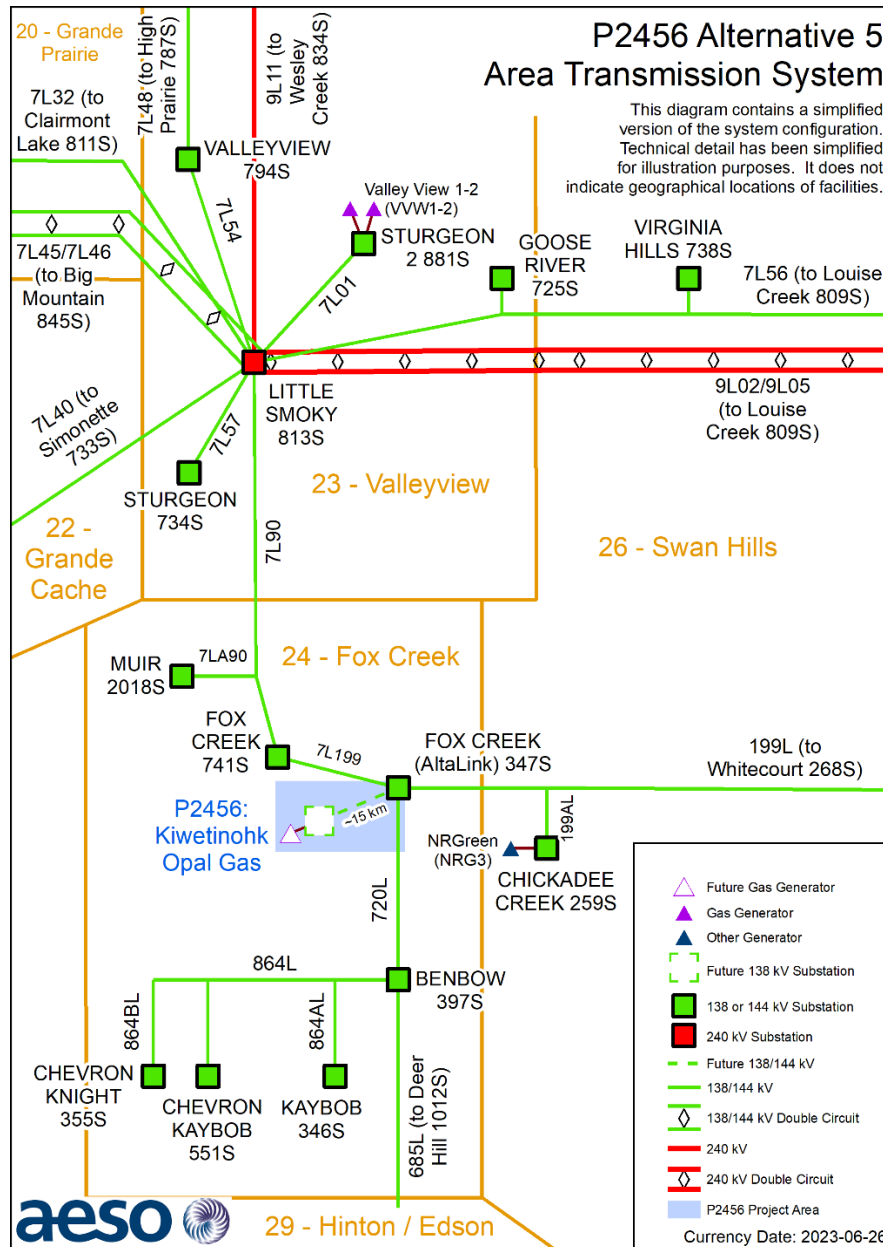 P2456 Alternative 5
Area Transmission System
This diagram contains a simplified
version of the system configuration.
Technical detail has been simplified
for illustration purposes. It does not
indicate geographical locations of facilities.
20 - Grande
Prairie
7L48 (to High
Prairie 787S)
9L11 (to
Wesley
Creek 834S)
7L32 (to
Clairmont
Lake 811S)
VALLEYVIEW
794S
7L54
Valley View 1-2
(VVW1-2)
STURGEON
2 881S
7L01
GOOSE
RIVER
725S
VIRGINIA
HILLS 738S
7L56 (to Louise
Creek 809S)
7L45/7L46
(to Big
Mountain
845S)
LITTLE
SMOKY
813S
9L02/9L05
(to Louise
Creek 809S)
7L40 (to
Simonette
733S)
7L57
STURGEON
734S
23 - Valleyview
22 -
Grande
Cache
7L90
26 - Swan Hills
24 - Fox Creek
MUIR
2018S
7LA90
FOX
CREEK
741S
7L199
FOX CREEK
(AltaLink) 347S
199L (to
Whitecourt 268S)
P2456:
Kiwetinohk
Opal Gas
~15 km
199AL
NRGreen
(NRG3)
CHICKADEE
CREEK 259S
720L
864L
BENBOW
397S
864BL
864AL
CHEVRON
KNIGHT
355S
CHEVRON
KAYBOB
551S
KAYBOB
346S
685L (to Deer
Hill 1012S)
Future Gas Generator
Gas Generator
Other Generator
Future 138 kV Substation
138 or 144 kV Substation
240 kV Substation
Future 138/144 kV
138/144 kV
138/144 kV Double Circuit
240 kV
240 kV Double Circuit
P2456 Project Area
Currency Date: 2023-06-26
aeso
29 - Hinton / Edson